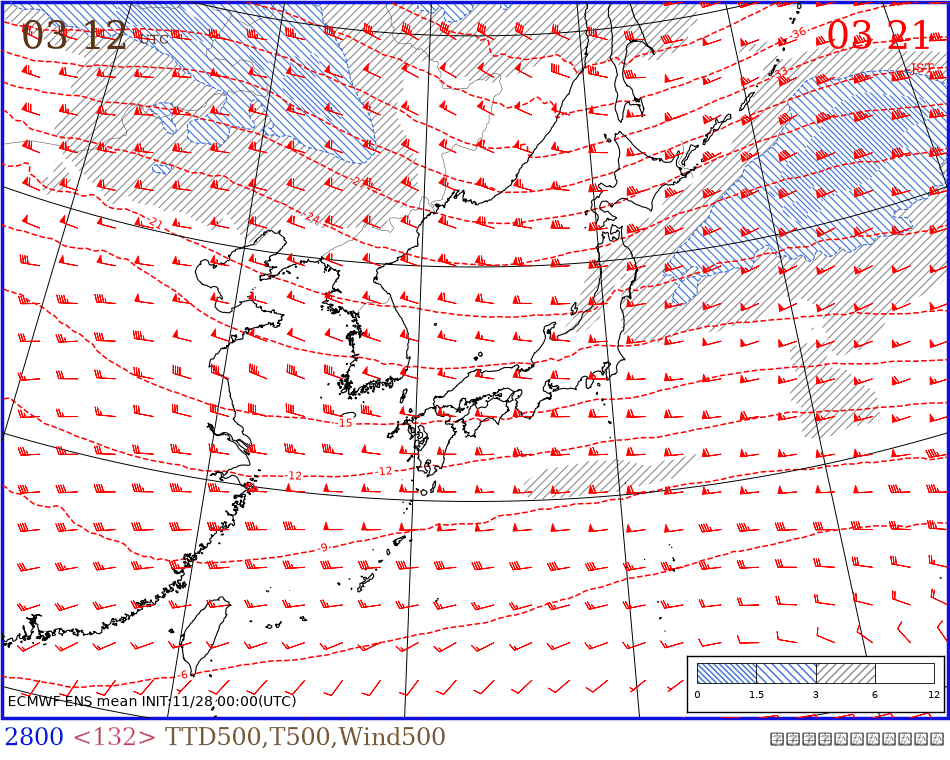 03 12 UTC
03 21
JST
-36
-33
-27
-24
-21
-15
-12
-12
-9
-6
0 1.5 3 6 12
ECMWF ENS mean INIT:11/28 00:00(UTC)
2800 <132> TTD500,T500,Wind500